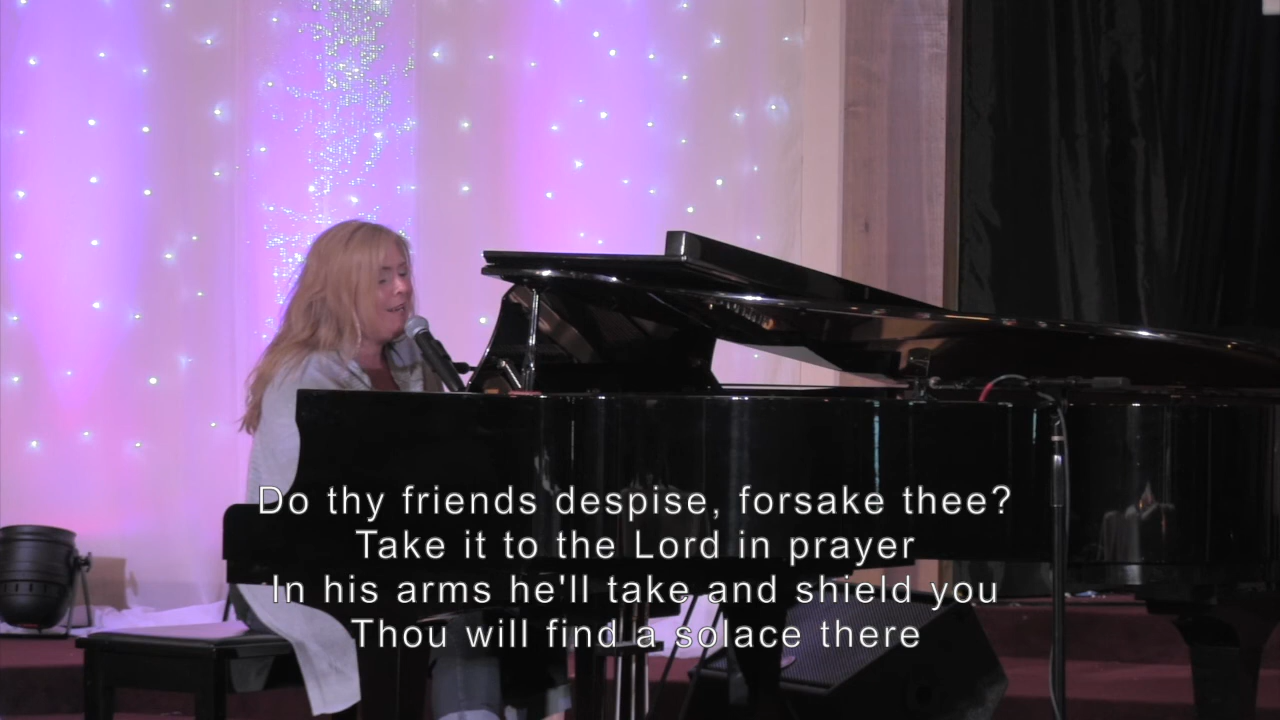 Do thy friends despise, forsake thee?
Take it to the Lord in prayer
In his arms he'll take and shield you
Thou will find a solace there